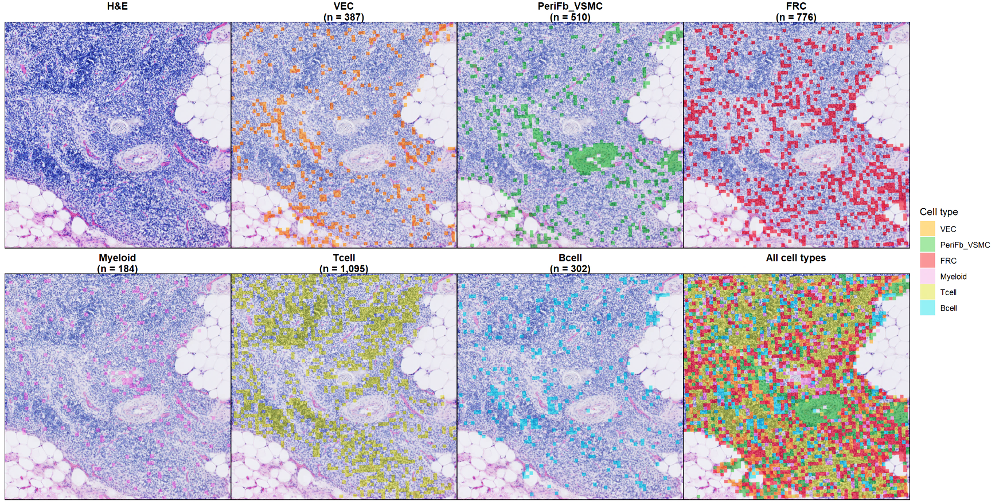 H&E
VEC
(n = 387)
PeriFb_VSMC
(n = 510)
FRC
(n = 776)
Myeloid
(n = 184)
Tcell
(n = 1,095)
Bcell
(n = 302)
All cell types
Cell type
VEC
PeriFb_VSMC
FRC
Myeloid
Tcell
Bcell